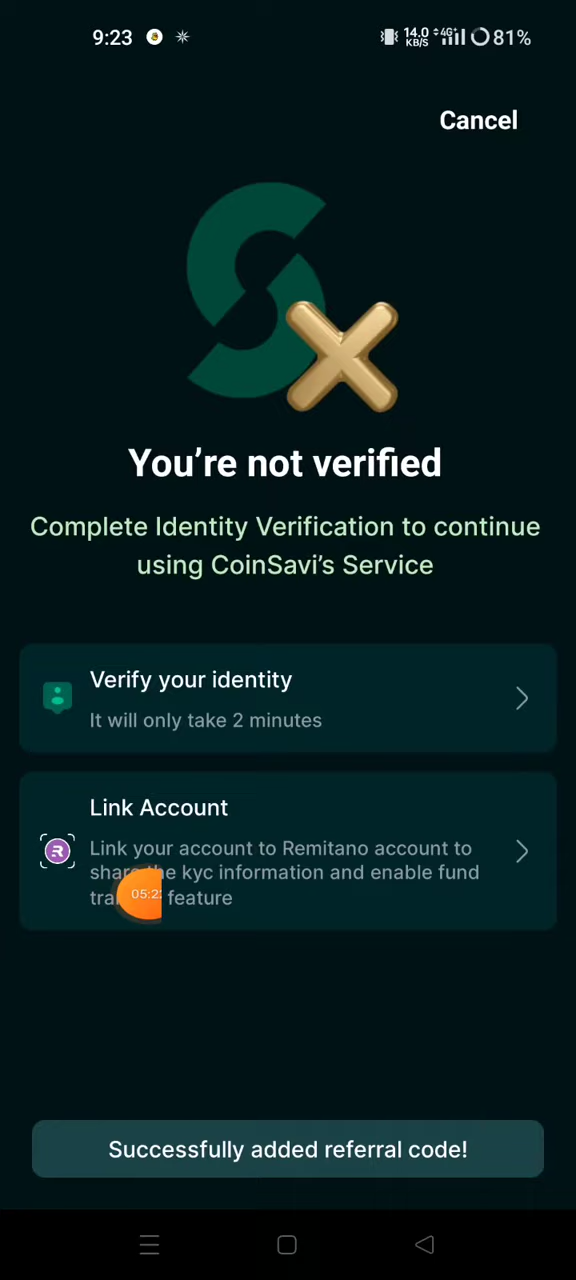 9:23
14.0 KB/S
4G+
81%
Cancel
You're not verified
Complete Identity Verification to continue
using CoinSavi's Service
Verify your identity
It will only take 2 minutes
Link Account
Link your account to Remitano account to
the kyc information and enable fund
feature
Successfully added referral code!